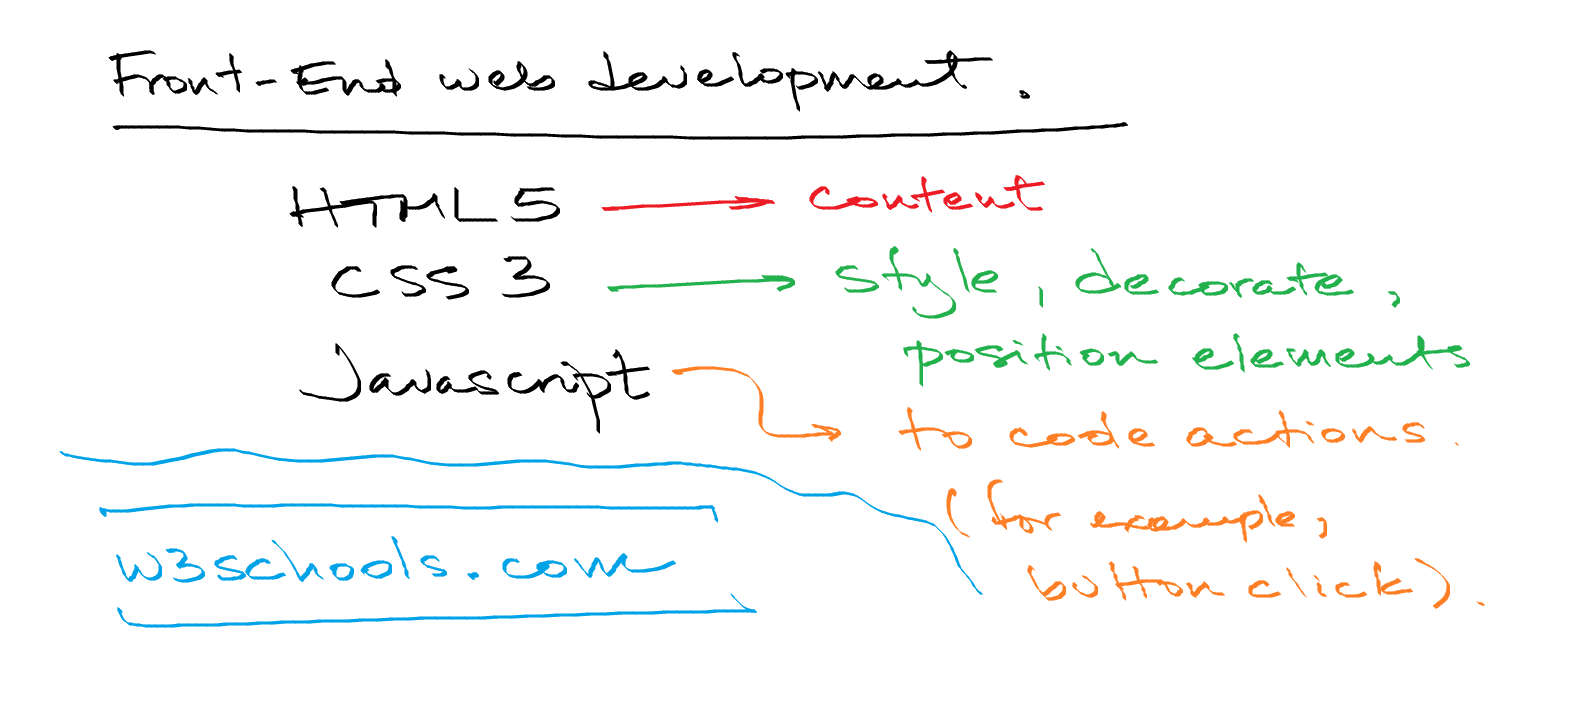 Front-End web development.
HTML5 → content
CSS 3 → style, decorate,
position elements
Javascript → to code actions.
(for example,
button click).
w3schools.com